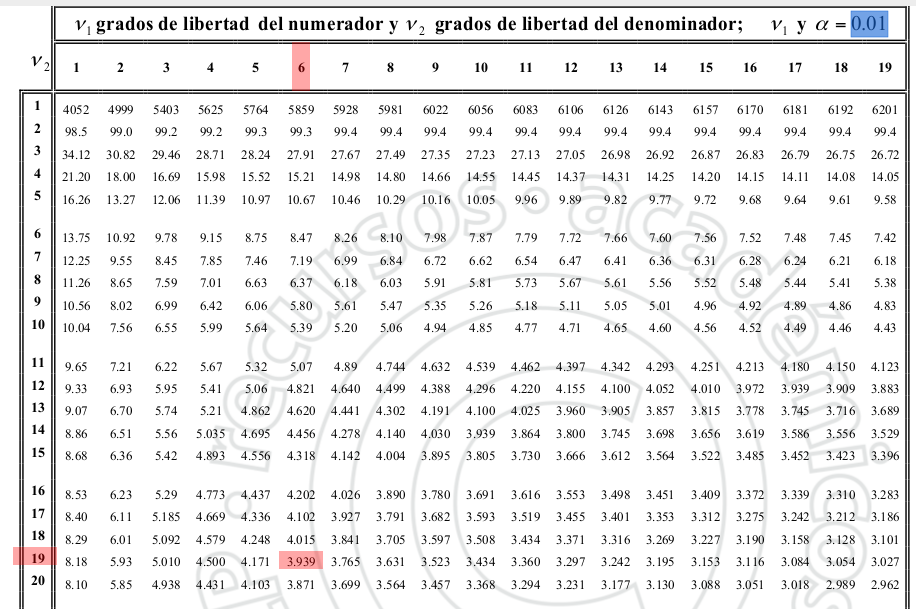 ν1 grados de libertad del numerador y ν2 grados de libertad del denominador; ν1 y α = 0.01
ν2 1 2 3 4 5 6 7 8 9 10 11 12 13 14 15 16 17 18 19
1 4052 4999 5403 5625 5764 5859 5928 5981 6022 6056 6083 6106 6126 6143 6157 6170 6181 6192 6201
2 98.5 99.0 99.2 99.2 99.3 99.3 99.4 99.4 99.4 99.4 99.4 99.4 99.4 99.4 99.4 99.4 99.4 99.4 99.4
3 34.12 30.82 29.46 28.71 28.24 27.91 27.67 27.49 27.35 27.23 27.13 27.05 26.98 26.92 26.87 26.83 26.79 26.75 26.72
4 21.20 18.00 16.69 15.98 15.52 15.21 14.98 14.80 14.66 14.55 14.45 14.37 14.31 14.25 14.20 14.15 14.11 14.08 14.05
5 16.26 13.27 12.06 11.39 10.97 10.67 10.46 10.29 10.16 10.05 9.96 9.89 9.82 9.77 9.72 9.68 9.64 9.61 9.58
6 13.75 10.92 9.78 9.15 8.75 8.47 8.26 8.10 7.98 7.87 7.79 7.72 7.66 7.60 7.56 7.52 7.48 7.45 7.42
7 12.25 9.55 8.45 7.85 7.46 7.19 6.99 6.84 6.72 6.62 6.54 6.47 6.41 6.36 6.31 6.28 6.24 6.21 6.18
8 11.26 8.65 7.59 7.01 6.63 6.37 6.18 6.03 5.91 5.81 5.73 5.67 5.61 5.56 5.52 5.48 5.44 5.41 5.38
9 10.56 8.02 6.99 6.42 6.06 5.80 5.61 5.47 5.35 5.26 5.18 5.11 5.05 5.01 4.96 4.92 4.89 4.86 4.83
10 10.04 7.56 6.55 5.99 5.64 5.39 5.20 5.06 4.94 4.85 4.77 4.71 4.65 4.60 4.56 4.52 4.49 4.46 4.43
11 9.65 7.21 6.22 5.67 5.32 5.07 4.89 4.744 4.632 4.539 4.462 4.397 4.342 4.293 4.251 4.213 4.180 4.150 4.123
12 9.33 6.93 5.95 5.41 5.06 4.821 4.640 4.499 4.388 4.296 4.220 4.155 4.100 4.052 4.010 3.972 3.939 3.909 3.883
13 9.07 6.70 5.74 5.21 4.862 4.620 4.441 4.302 4.191 4.100 4.025 3.960 3.905 3.857 3.815 3.778 3.745 3.716 3.689
14 8.86 6.51 5.56 5.035 4.695 4.456 4.278 4.140 4.030 3.939 3.864 3.800 3.745 3.698 3.656 3.619 3.586 3.556 3.529
15 8.68 6.36 5.42 4.893 4.556 4.318 4.142 4.004 3.895 3.805 3.730 3.666 3.612 3.564 3.522 3.485 3.452 3.423 3.396
16 8.53 6.23 5.29 4.773 4.437 4.202 4.026 3.890 3.780 3.691 3.616 3.553 3.498 3.451 3.409 3.372 3.339 3.310 3.283
17 8.40 6.11 5.185 4.669 4.336 4.102 3.927 3.791 3.682 3.593 3.519 3.455 3.401 3.353 3.312 3.275 3.242 3.212 3.186
18 8.29 6.01 5.092 4.579 4.248 4.015 3.841 3.705 3.597 3.508 3.434 3.371 3.316 3.269 3.227 3.190 3.158 3.128 3.101
19 8.18 5.93 5.010 4.500 4.171 3.939 3.765 3.631 3.523 3.434 3.360 3.297 3.242 3.195 3.153 3.116 3.084 3.054 3.027
20 8.10 5.85 4.938 4.431 4.103 3.871 3.699 3.564 3.457 3.368 3.294 3.231 3.177 3.130 3.088 3.051 3.018 2.989 2.962
recursos académicos